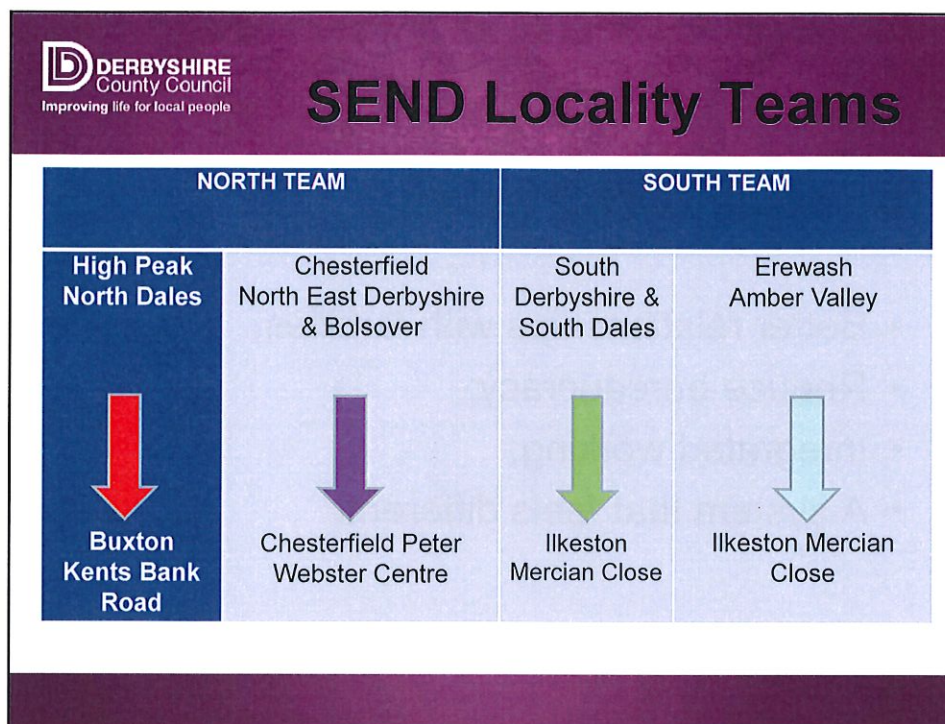 DERBYSHIRE
County Council
Improving life for local people
SEND Locality Teams
NORTH TEAM
SOUTH TEAM
High Peak
North Dales
Chesterfield
North East Derbyshire
& Bolsover
South
Derbyshire &
South Dales
Erewash
Amber Valley
Buxton
Kents Bank
Road
Chesterfield Peter
Webster Centre
Ilkeston
Mercian Close
Ilkeston Mercian
Close